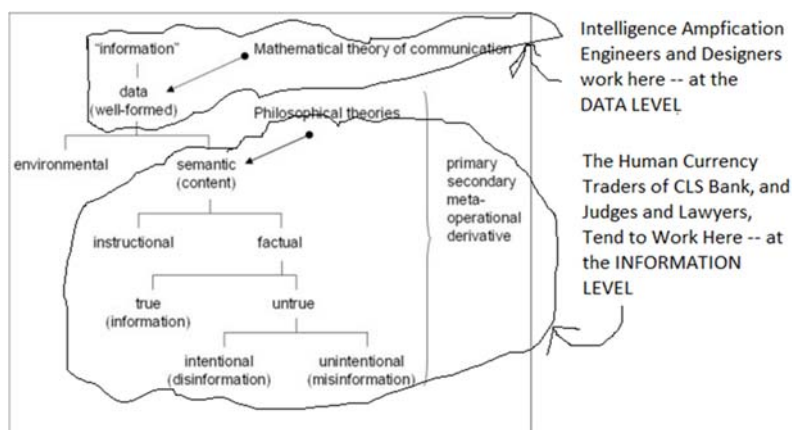 "information"
Mathematical theory of communication
data
(well-formed)
Philosophical theories
environmental
semantic
(content)
primary
secondary
meta-
operational
derivative
instructional
factual
true
(information)
untrue
intentional
(disinformation)
unintentional
(misinformation)
Intelligence Ampfication
Engineers and Designers
work here -- at the
DATA LEVEL
The Human Currency
Traders of CLS Bank, and
Judges and Lawyers,
Tend to Work Here -- at
the INFORMATION
LEVEL